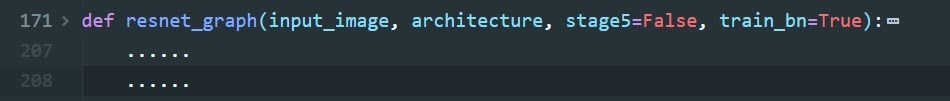 171 > def resnet_graph(input_image, architecture, stage5=False, train_bn=True):⋯
207 ......
208 ......